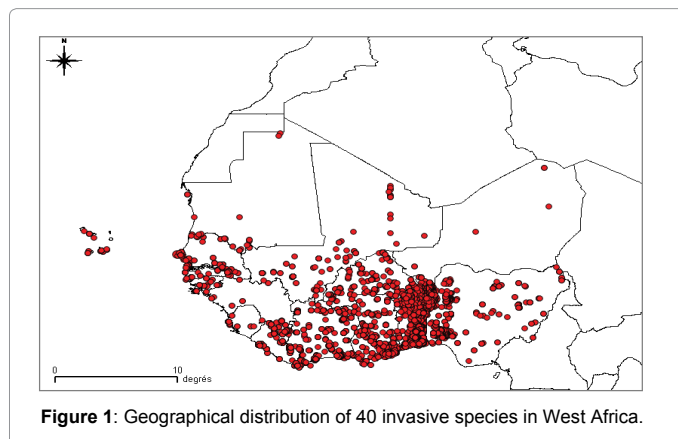 N
0
10
degrés
Figure 1: Geographical distribution of 40 invasive species in West Africa.